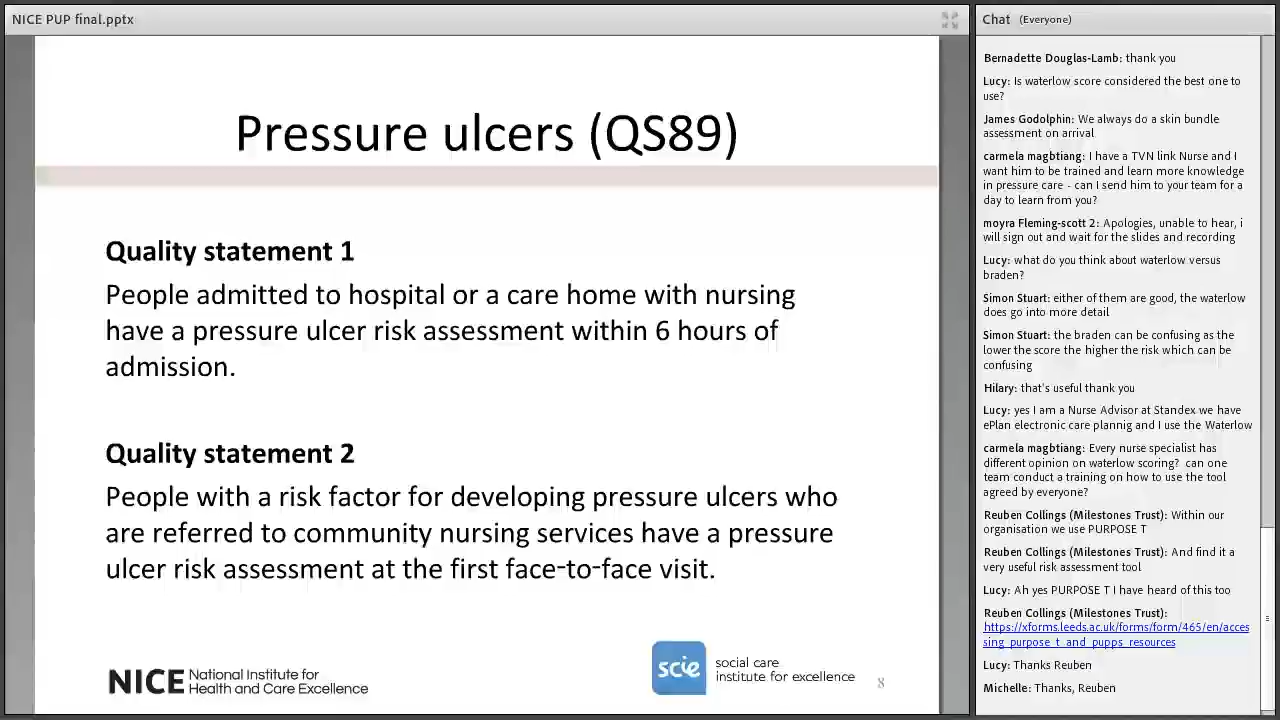 NICE PUP final.pptx
Pressure ulcers (QS89)
Quality statement 1
People admitted to hospital or a care home with nursing
have a pressure ulcer risk assessment within 6 hours of
admission.
Quality statement 2
People with a risk factor for developing pressure ulcers who
are referred to community nursing services have a pressure
ulcer risk assessment at the first face-to-face visit.
NICE National Institute for
Health and Care Excellence
scie social care
institute for excellence
8
Chat (Everyone)
Bernadette Douglas-Lamb: thank you
Lucy: Is waterlow score considered the best one to
use?
James Godolphin: We always do a skin bundle
assessment on arrival
carmela magbtiang: I have a TVN link Nurse and I
want him to be trained and learn more knowledge
in pressure care - can I send him to your team for a
day to learn from you?
moyra Fleming-scott 2: Apologies, unable to hear, i
will sign out and wait for the slides and recording
Lucy: what do you think about waterlow versus
braden?
Simon Stuart: either of them are good, the waterlow
does go into more detail
Simon Stuart: the braden can be confusing as the
lower the score the higher the risk which can be
confusing
Hilary: that's useful thank you
Lucy: yes I am a Nurse Advisor at Standex we have
ePlan electronic care plannig and I use the Waterlow
carmela magbtiang: Every nurse specialist has
different opinion on waterlow scoring? can one
team conduct a training on how to use the tool
agreed by everyone?
Reuben Collings (Milestones Trust): Within our
organisation we use PURPOSE T
Reuben Collings (Milestones Trust): And find it a
very useful risk assessment tool
Lucy: Ah yes PURPOSE T I have heard of this too
Reuben Collings (Milestones Trust):
https://xforms.leeds.ac.uk/forms/form/465/en/acces
sing_purpose_t_and_pupps_resources
Lucy: Thanks Reuben
Michelle: Thanks, Reuben